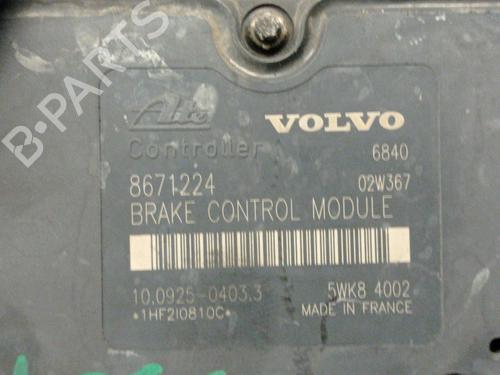 B-PARTS
Ate VOLVO
Controller 6840
8671224 02W367
BRAKE CONTROL MODULE
10.0925-0403.3 5WK8 4002
*1HF2I0810C* MADE IN FRANCE